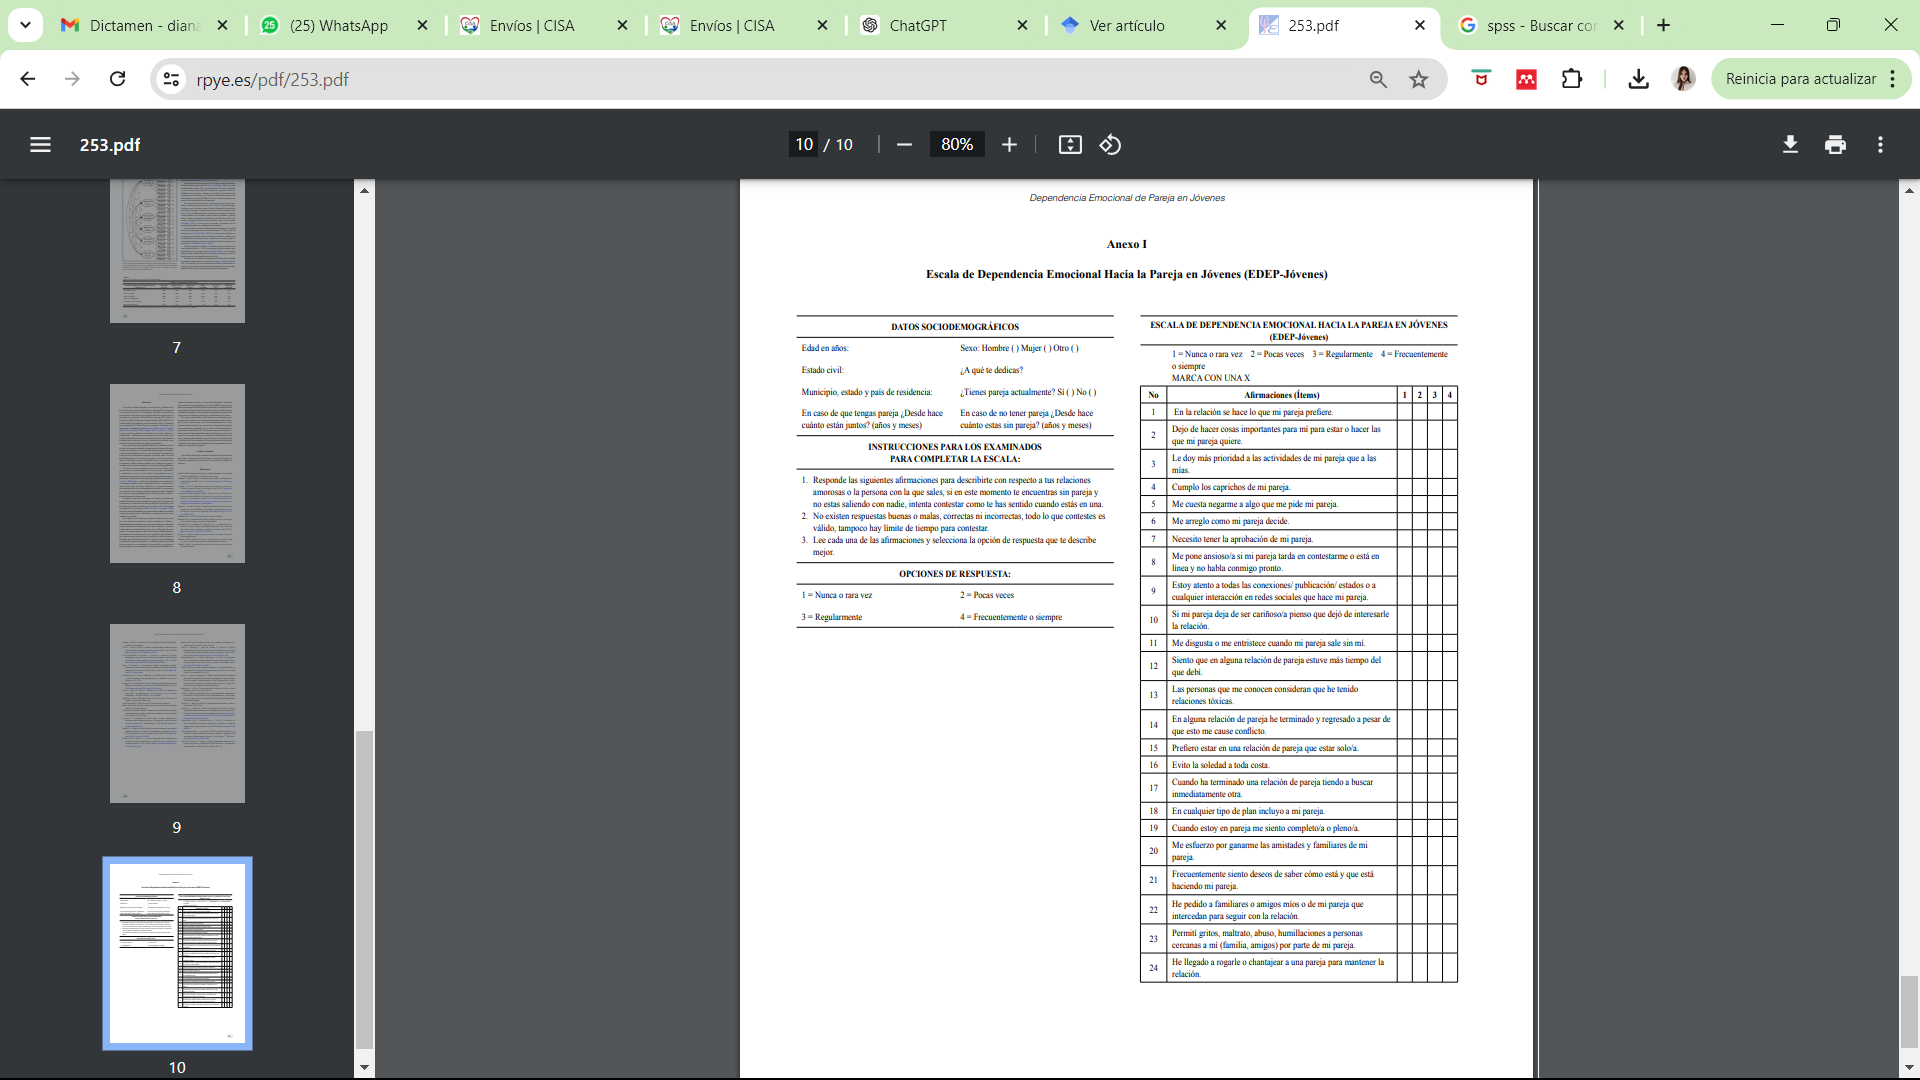 Dictamen - diana
(25) WhatsApp
Envíos | CISA
Envíos | CISA
ChatGPT
Ver artículo
253.pdf
spss - Buscar con
rpye.es/pdf/253.pdf
Reinicia para actualizar
253.pdf
10 / 10
80%
7
8
9
10
Dependencia Emocional de Pareja en Jóvenes
Anexo I
Escala de Dependencia Emocional Hacia la Pareja en Jóvenes (EDEP-Jóvenes)
DATOS SOCIODEMOGRÁFICOS
Edad en años: Sexo: Hombre ( ) Mujer ( ) Otro ( )
Estado civil: ¿A qué te dedicas?
Municipio, estado y país de residencia: ¿Tienes pareja actualmente? Sí ( ) No ( )
En caso de que tengas pareja ¿Desde hace
cuánto están juntos? (años y meses)
En caso de no tener pareja ¿Desde hace
cuánto estas sin pareja? (años y meses)
INSTRUCCIONES PARA LOS EXAMINADOS
PARA COMPLETAR LA ESCALA:
1. Responde las siguientes afirmaciones para describirte con respecto a tus relaciones
amorosas o la persona con la que sales, si en este momento te encuentras sin pareja y
no estas saliendo con nadie, intenta contestar como te has sentido cuando estás en una.
2. No existen respuestas buenas o malas, correctas ni incorrectas, todo lo que contestes es
válido, tampoco hay límite de tiempo para contestar.
3. Lee cada una de las afirmaciones y selecciona la opción de respuesta que te describe
mejor.
OPCIONES DE RESPUESTA:
1 = Nunca o rara vez 2 = Pocas veces
3 = Regularmente 4 = Frecuentemente o siempre
ESCALA DE DEPENDENCIA EMOCIONAL HACIA LA PAREJA EN JÓVENES
(EDEP-Jóvenes)
1 = Nunca o rara vez 2 = Pocas veces 3 = Regularmente 4 = Frecuentemente
o siempre
MARCA CON UNA X
No Afirmaciones (Ítems) 1 2 3 4
1 En la relación se hace lo que mi pareja prefiere.
2 Dejo de hacer cosas importantes para mí para estar o hacer las
que mi pareja quiere.
3 Le doy más prioridad a las actividades de mi pareja que a las
mías.
4 Cumplo los caprichos de mi pareja.
5 Me cuesta negarme a algo que me pide mi pareja.
6 Me arreglo como mi pareja decide.
7 Necesito tener la aprobación de mi pareja.
8 Me pone ansioso/a si mi pareja tarda en contestarme o está en
línea y no habla conmigo pronto.
9 Estoy atento a todas las conexiones/ publicación/ estados o a
cualquier interacción en redes sociales que hace mi pareja.
10 Si mi pareja deja de ser cariñoso/a pienso que dejó de interesarle
la relación.
11 Me disgusta o me entristece cuando mi pareja sale sin mí.
12 Siento que en alguna relación de pareja estuve más tiempo del
que debí.
13 Las personas que me conocen consideran que he tenido
relaciones tóxicas.
14 En alguna relación de pareja he terminado y regresado a pesar de
que esto me cause conflicto.
15 Prefiero estar en una relación de pareja que estar solo/a.
16 Evito la soledad a toda costa.
17 Cuando ha terminado una relación de pareja tiendo a buscar
inmediatamente otra.
18 En cualquier tipo de plan incluyo a mi pareja.
19 Cuando estoy en pareja me siento completo/a o pleno/a.
20 Me esfuerzo por ganarme las amistades y familiares de mi
pareja.
21 Frecuentemente siento deseos de saber cómo está y que está
haciendo mi pareja.
22 He pedido a familiares o amigos míos o de mi pareja que
intercedan para seguir con la relación.
23 Permití gritos, maltrato, abuso, humillaciones a personas
cercanas a mí (familia, amigos) por parte de mi pareja.
24 He llegado a rogarle o chantajear a una pareja para mantener la
relación.